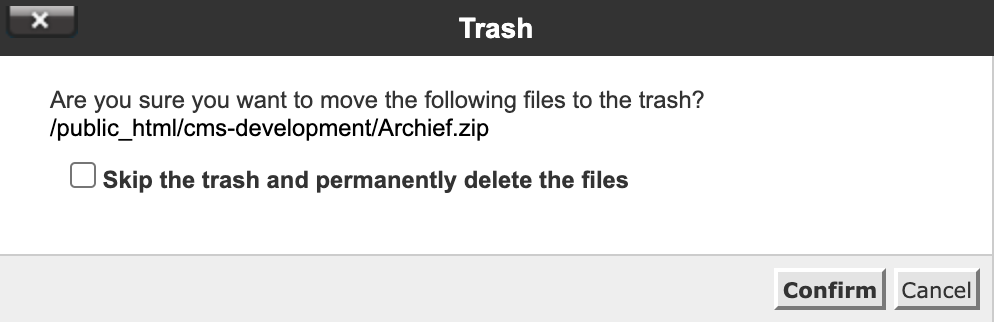 Trash
Are you sure you want to move the following files to the trash?
/public_html/cms-development/Archief.zip
Skip the trash and permanently delete the files
Confirm Cancel